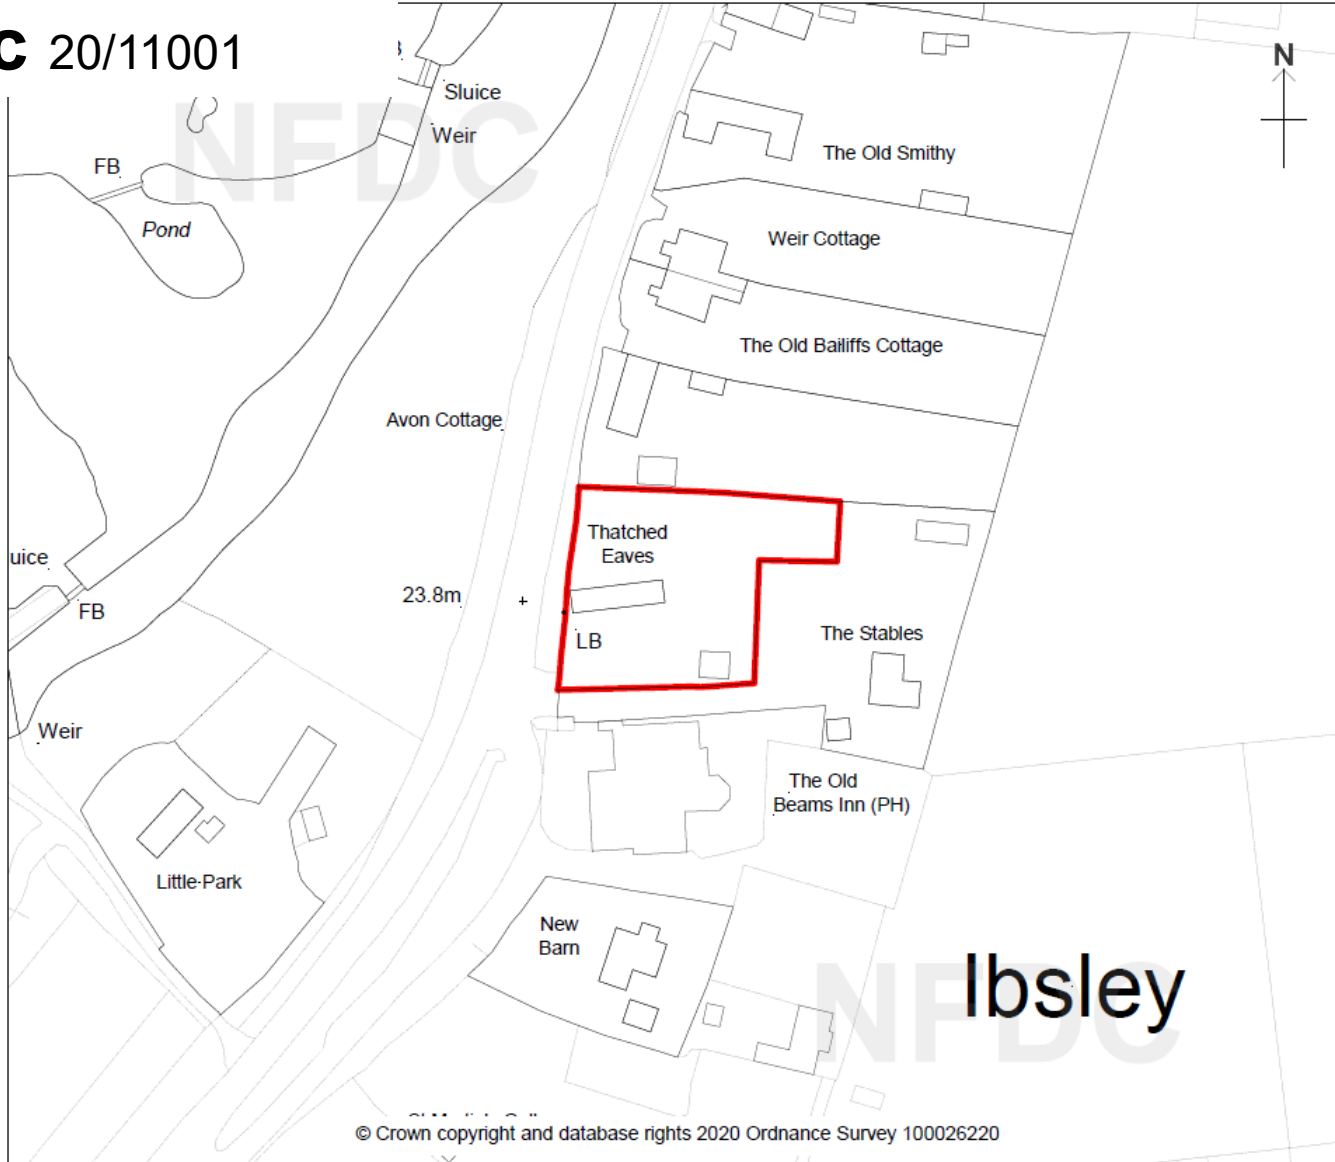 C 20/11001
N
Sluice
Weir
NFDC
FB
Pond
The Old Smithy
Weir Cottage
The Old Bailiffs Cottage
Avon Cottage
Thatched
Eaves
uice
23.8m
FB
LB
The Stables
Weir
The Old
Beams Inn (PH)
Little Park
New
Barn
Ibsley
NFDC
© Crown copyright and database rights 2020 Ordnance Survey 100026220